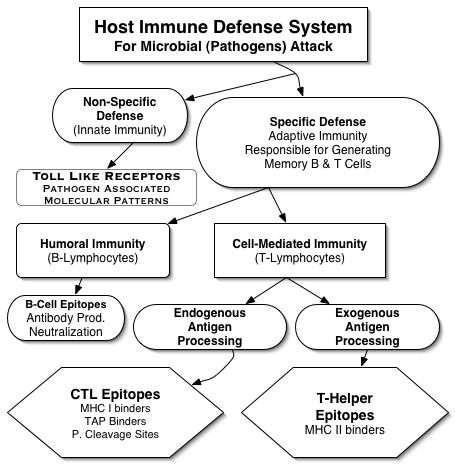 Host Immune Defense System
For Microbial (Pathogens) Attack
Non-Specific
Defense
(Innate Immunity)
Specific Defense
Adaptive Immunity
Responsible for Generating
Memory B & T Cells
TOLL LIKE RECEPTORS
PATHOGEN ASSOCIATED
MOLECULAR PATTERNS
Humoral Immunity
(B-Lymphocytes)
Cell-Mediated Immunity
(T-Lymphocytes)
B-Cell Epitopes
Antibody Prod.
Neutralization
Endogenous
Antigen
Processing
Exogenous
Antigen
Processing
CTL Epitopes
MHC I binders
TAP Binders
P. Cleavage Sites
T-Helper
Epitopes
MHC II binders